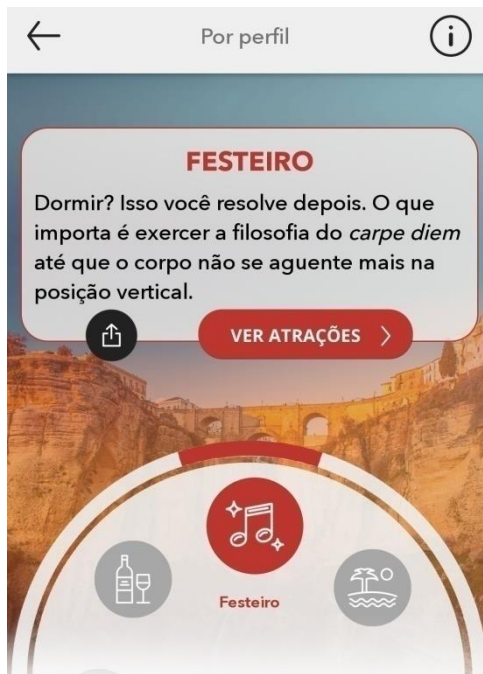 Por perfil
FESTEIRO
Dormir? Isso você resolve depois. O que
importa é exercer a filosofia do carpe diem
até que o corpo não se aguente mais na
posição vertical.
VER ATRAÇÕES
Festeiro